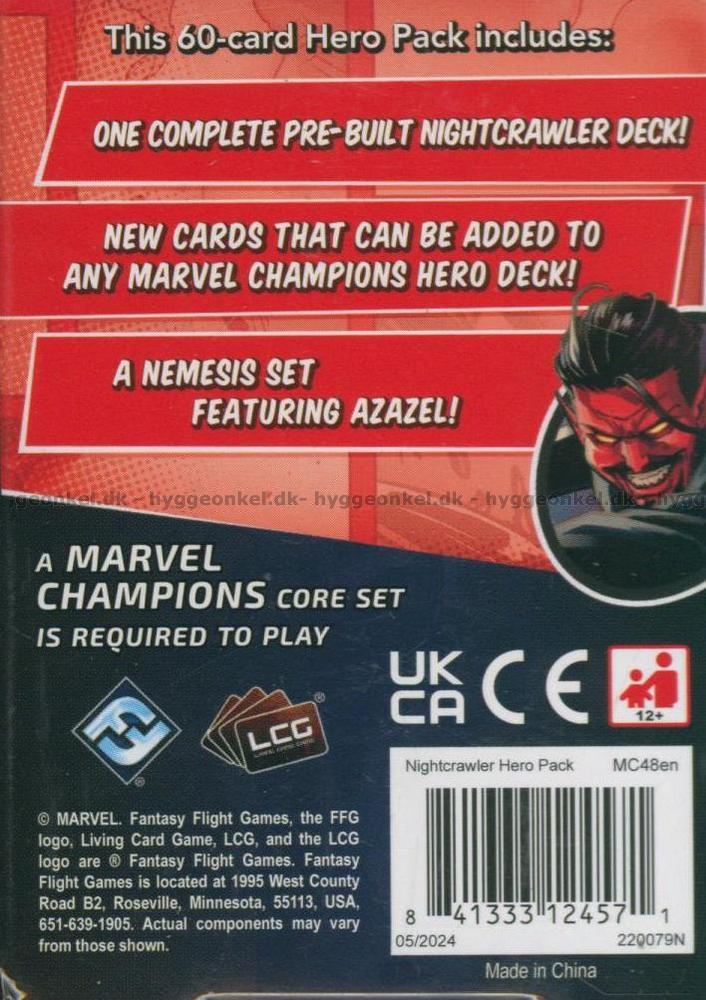 This 60-card Hero Pack includes:
ONE COMPLETE PRE-BUILT NIGHTCRAWLER DECK!
NEW CARDS THAT CAN BE ADDED TO
ANY MARVEL CHAMPIONS HERO DECK!
A NEMESIS SET
FEATURING AZAZEL!
geonkel.dk - hyggeonkel.dk- hyggeonkel.dk - hyggeonkel.dk - hygg
A MARVEL
CHAMPIONS CORE SET
IS REQUIRED TO PLAY
UK
CA
CE
12+
LCG
LIVING CARD GAME
®
®
Nightcrawler Hero Pack MC48en
8 41333 12457 1
05/2024 220079N
© MARVEL. Fantasy Flight Games, the FFG
logo, Living Card Game, LCG, and the LCG
logo are ® Fantasy Flight Games. Fantasy
Flight Games is located at 1995 West County
Road B2, Roseville, Minnesota, 55113, USA,
651-639-1905. Actual components may vary
from those shown.
Made in China